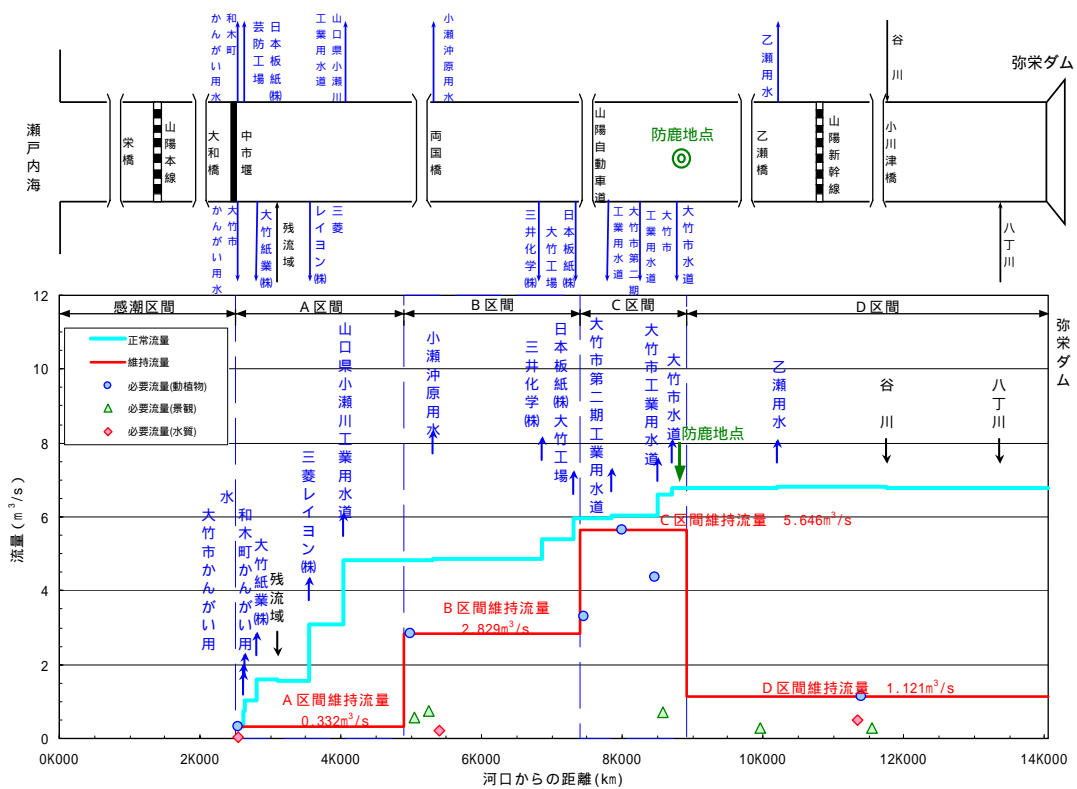 和木町
かんがい用水
日本板紙㈱
芸防工場
山口県小瀬川
工業用水道
小瀬沖原用水
乙瀬用水
谷川
弥栄ダム
瀬戸内海
栄橋
山陽本線
大和橋
中市堰
両国橋
山陽自動車道
防鹿地点
乙瀬橋
山陽新幹線
小川津橋
大竹市
かんがい用水
大竹紙業㈱
残流域
三菱
レイヨン㈱
三井化学㈱
日本板紙㈱
大竹工場
大竹市第二期
工業用水道
大竹市
工業用水道
大竹市水道
八丁川
感潮区間
A区間
B区間
C区間
D区間
正常流量
維持流量
必要流量(動植物)
必要流量(景観)
必要流量(水質)
大竹市かんがい用水
和木町かんがい用
大竹紙業㈱
残流域
三菱レイヨン㈱
山口県小瀬川工業用水道
小瀬沖原用水
三井化学㈱
日本板紙㈱大竹工場
大竹市第二期工業用水道
大竹市工業用水道
大竹市水道
防鹿地点
乙瀬用水
谷川
八丁川
弥栄ダム
A区間維持流量
0.332m³/s
B区間維持流量
2.829m³/s
C区間維持流量 5.646m³/s
D区間維持流量 1.121m³/s
流量(m³/s)
12
10
8
6
4
2
0
0K000 2K000 4K000 6K000 8K000 10K000 12K000 14K000
河口からの距離(km)